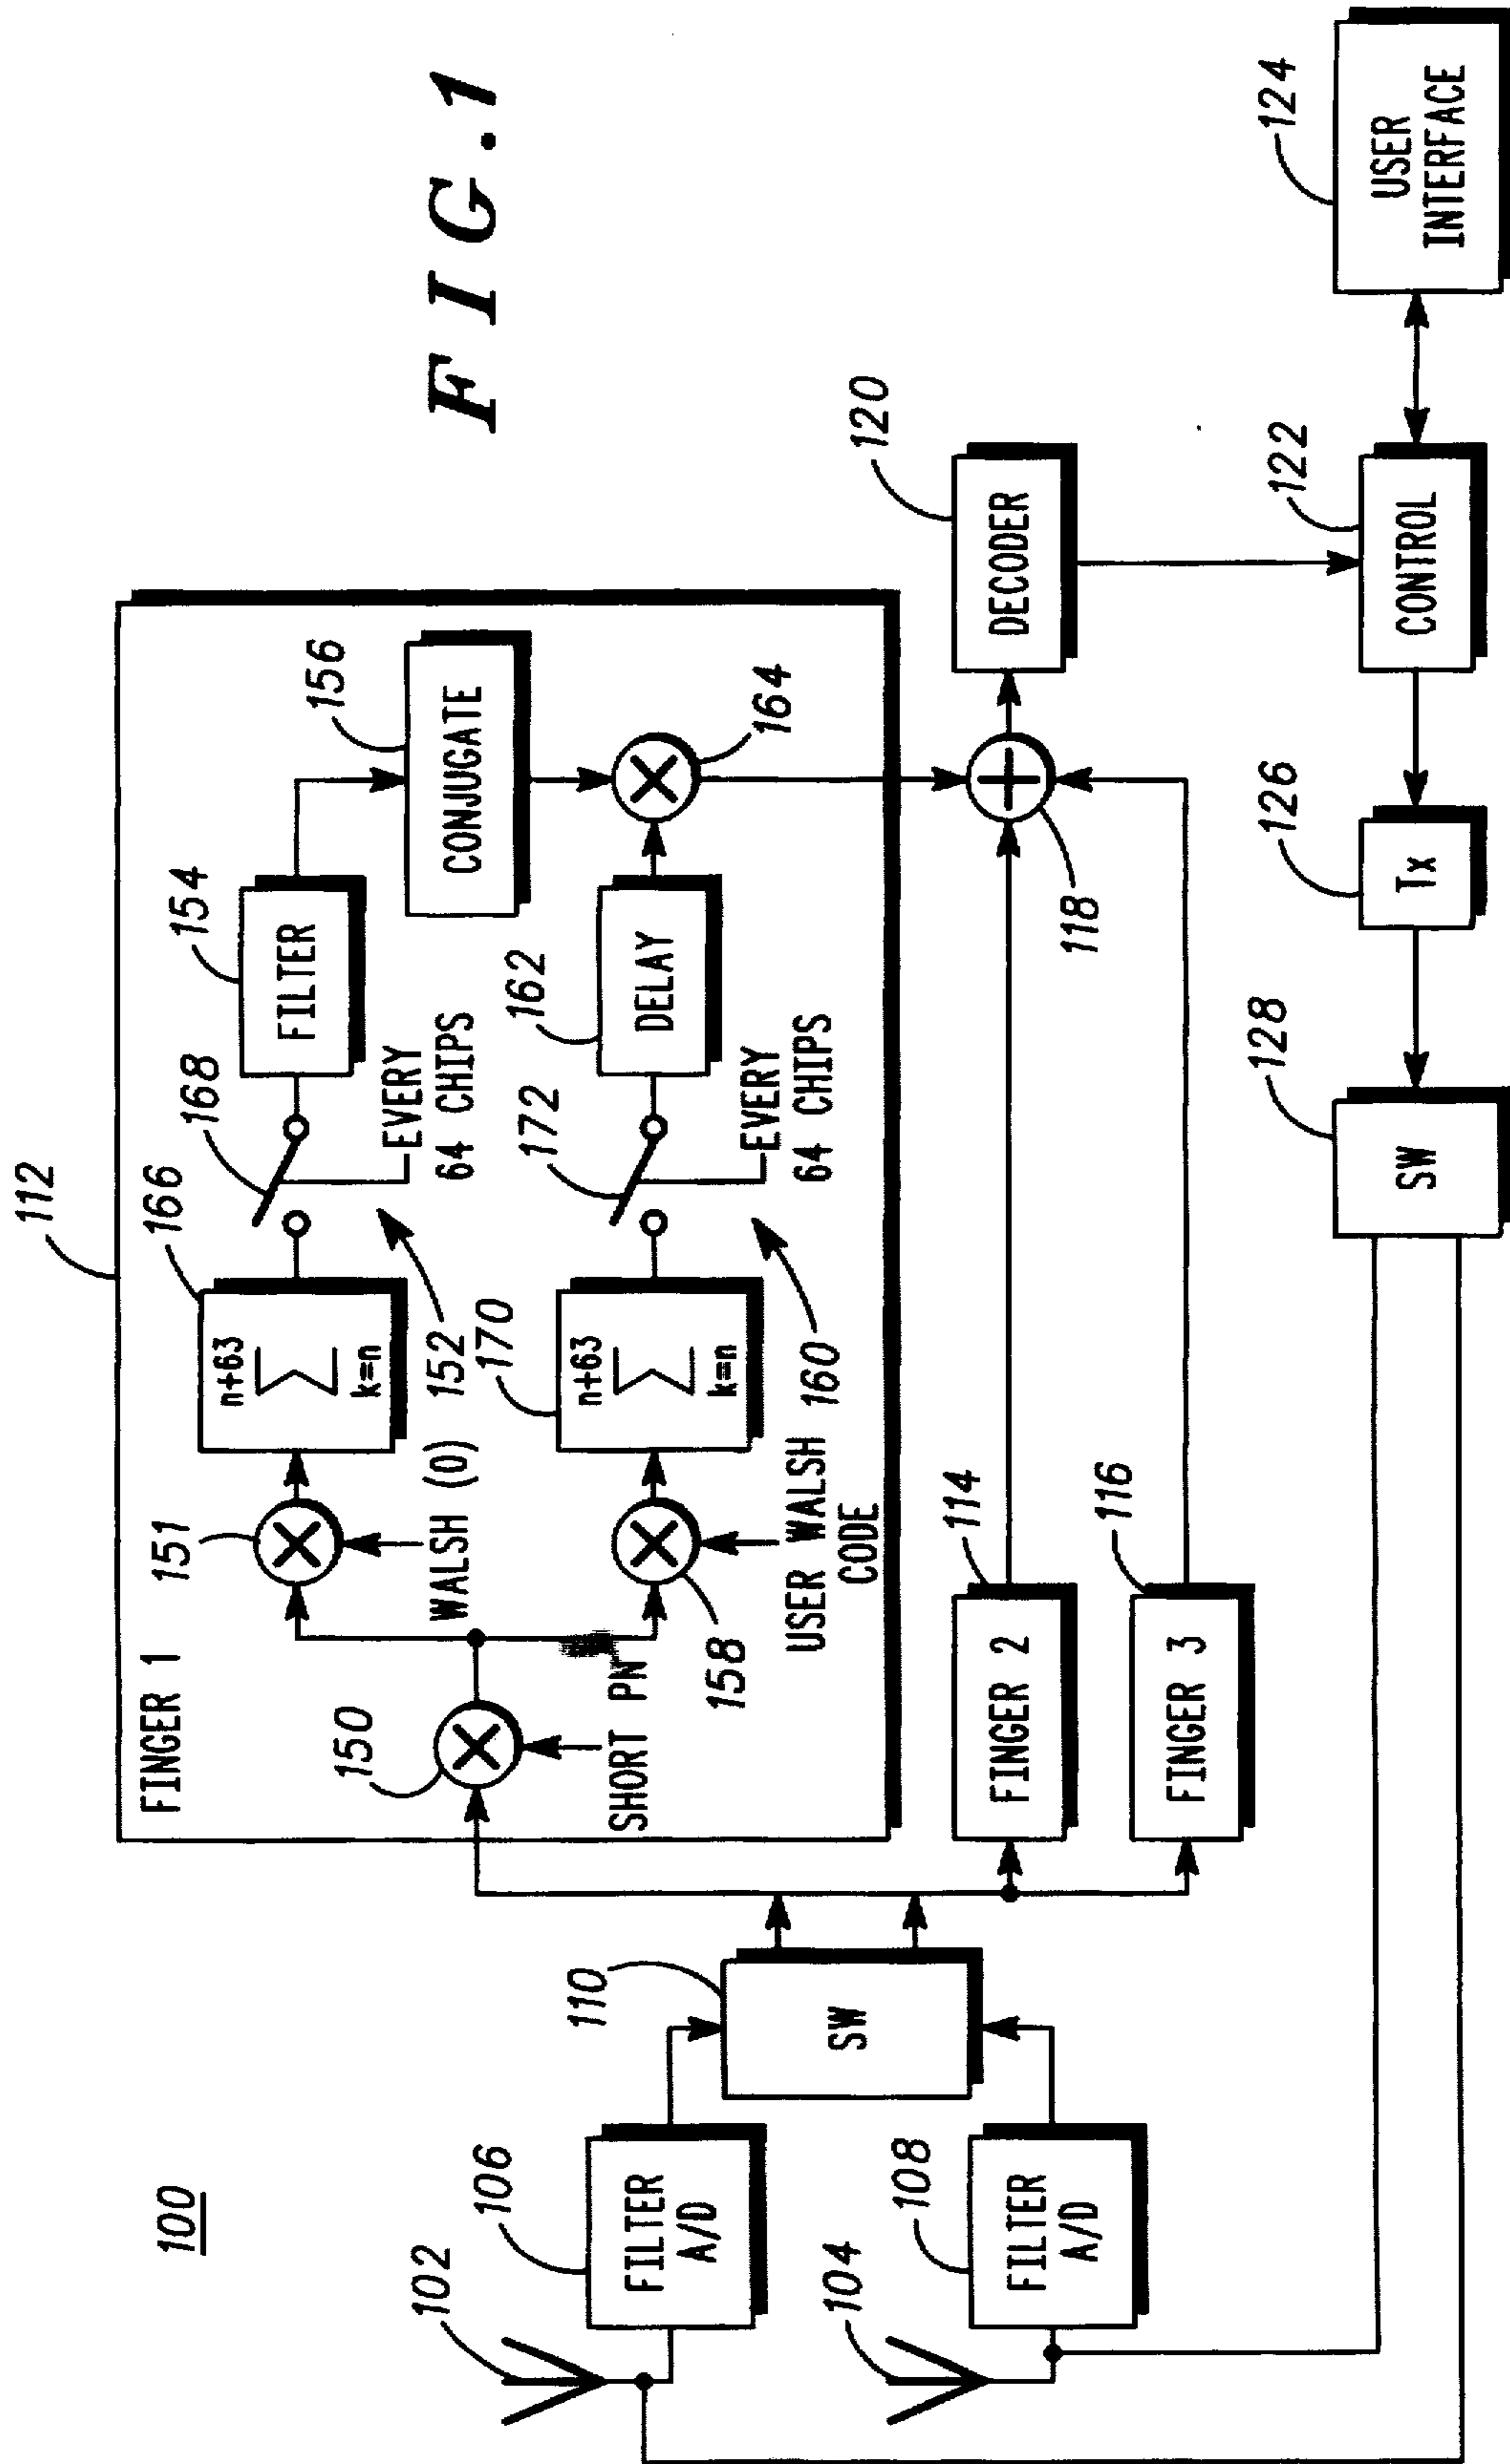 FIG.1
100
102
104
106
FILTER
A/D
108
FILTER
A/D
110
SW
112
FINGER 1
150
SHORT PN
151
WALSH (0)
166
n+63
∑
k=n
168
EVERY
64 CHIPS
152
154
FILTER
156
CONJUGATE
158
USER WALSH
CODE
170
n+63
∑
k=n
172
EVERY
64 CHIPS
160
162
DELAY
164
114
FINGER 2
116
FINGER 3
118
120
DECODER
122
CONTROL
124
USER
INTERFACE
126
Tx
128
SW